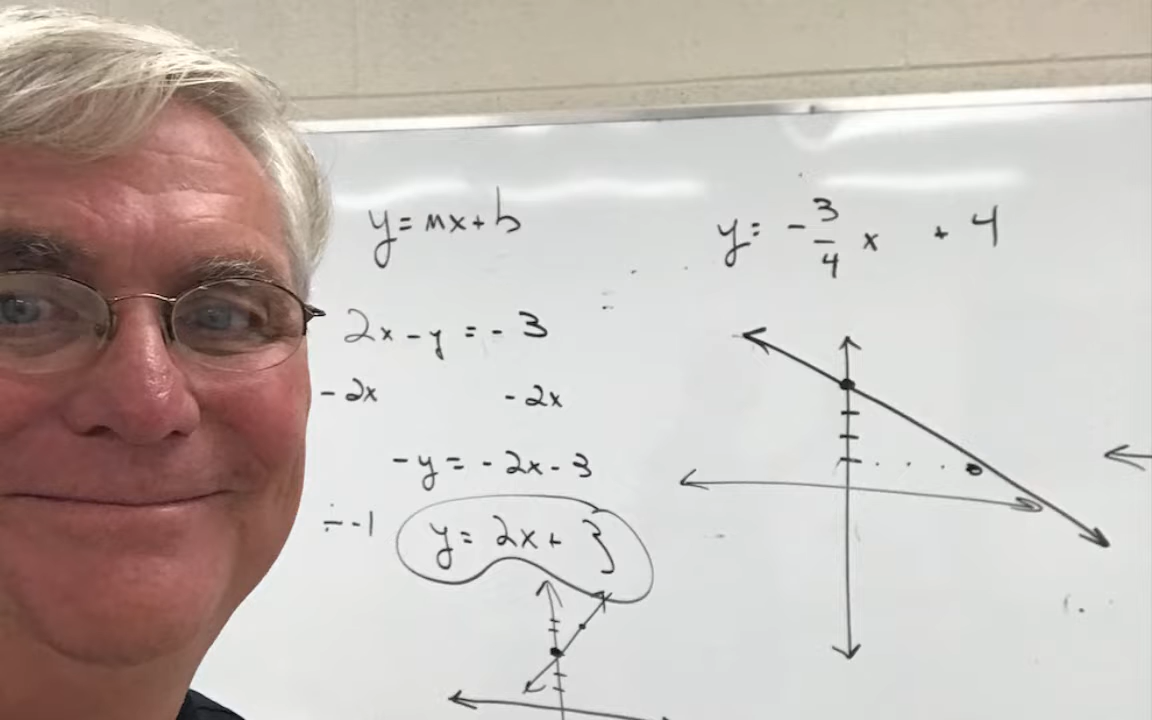 y = mx + b
2x - y = - 3
- 2x - 2x
- y = - 2x - 3
÷ -1 y = 2x + 3
y = - 3/4 x + 4